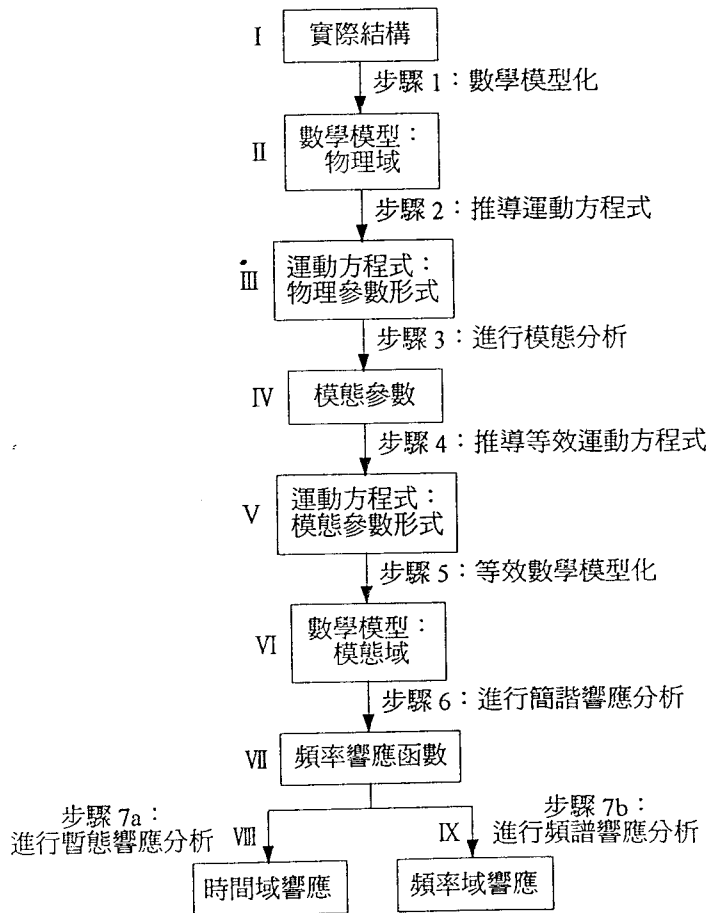 I
實際結構
步驟 1：數學模型化
II
數學模型：
物理域
步驟 2：推導運動方程式
III
運動方程式：
物理參數形式
步驟 3：進行模態分析
IV
模態參數
步驟 4：推導等效運動方程式
V
運動方程式：
模態參數形式
步驟 5：等效數學模型化
VI
數學模型：
模態域
步驟 6：進行簡諧響應分析
VII
頻率響應函數
步驟 7a：
進行暫態響應分析
VIII
時間域響應
步驟 7b：
進行頻譜響應分析
IX
頻率域響應